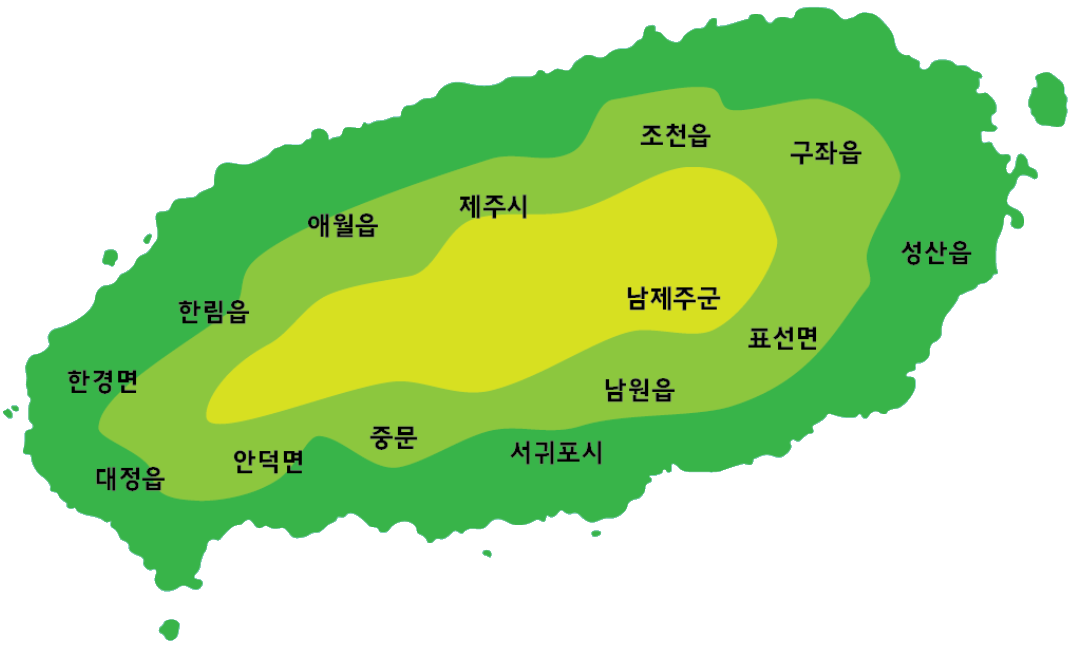 조천읍
구좌읍
제주시
애월읍
성산읍
남제주군
한림읍
표선면
한경면
남원읍
중문
서귀포시
안덕면
대정읍